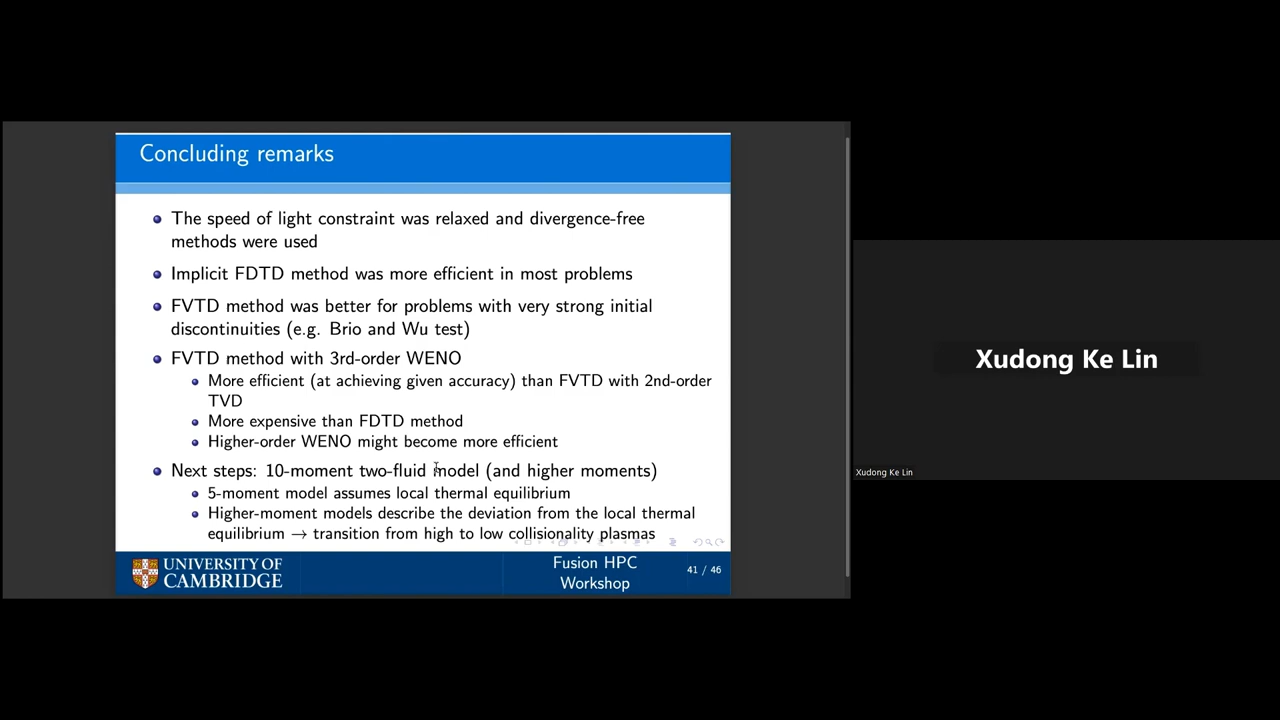 Concluding remarks
The speed of light constraint was relaxed and divergence-free
methods were used
Implicit FDTD method was more efficient in most problems
FVTD method was better for problems with very strong initial
discontinuities (e.g. Brio and Wu test)
FVTD method with 3rd-order WENO
More efficient (at achieving given accuracy) than FVTD with 2nd-order
TVD
More expensive than FDTD method
Higher-order WENO might become more efficient
Next steps: 10-moment two-fluid model (and higher moments)
5-moment model assumes local thermal equilibrium
Higher-moment models describe the deviation from the local thermal
equilibrium → transition from high to low collisionality plasmas
UNIVERSITY OF
CAMBRIDGE
Fusion HPC
Workshop
41 / 46
Xudong Ke Lin
Xudong Ke Lin